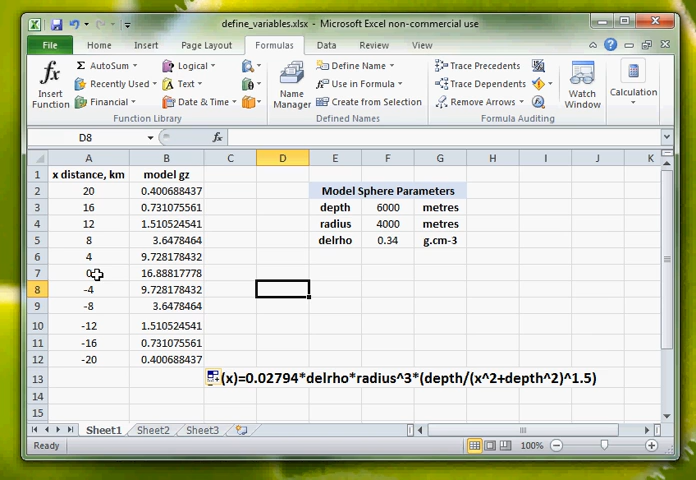 define_variables.xlsx - Microsoft Excel non-commercial use
File Home Insert Page Layout Formulas Data Review View
fx AutoSum Logical Define Name Trace Precedents
Recently Used Text Use in Formula Trace Dependents
Insert Function Financial Date & Time Name Manager Create from Selection Remove Arrows Watch Window Calculation
Function Library Defined Names Formula Auditing
D8 fx
A B C D E F G H I J K
1 x distance, km model gz
2 20 0.400688437 Model Sphere Parameters
3 16 0.731075561 depth 6000 metres
4 12 1.510524541 radius 4000 metres
5 8 3.6478464 delrho 0.34 g.cm-3
6 4 9.728178432
7 0 16.88817778
8 -4 9.728178432
9 -8 3.6478464
10 -12 1.510524541
11 -16 0.731075561
12 -20 0.400688437
13 (x)=0.02794*delrho*radius^3*(depth/(x^2+depth^2)^1.5)
14
15
Sheet1 Sheet2 Sheet3
Ready 100%